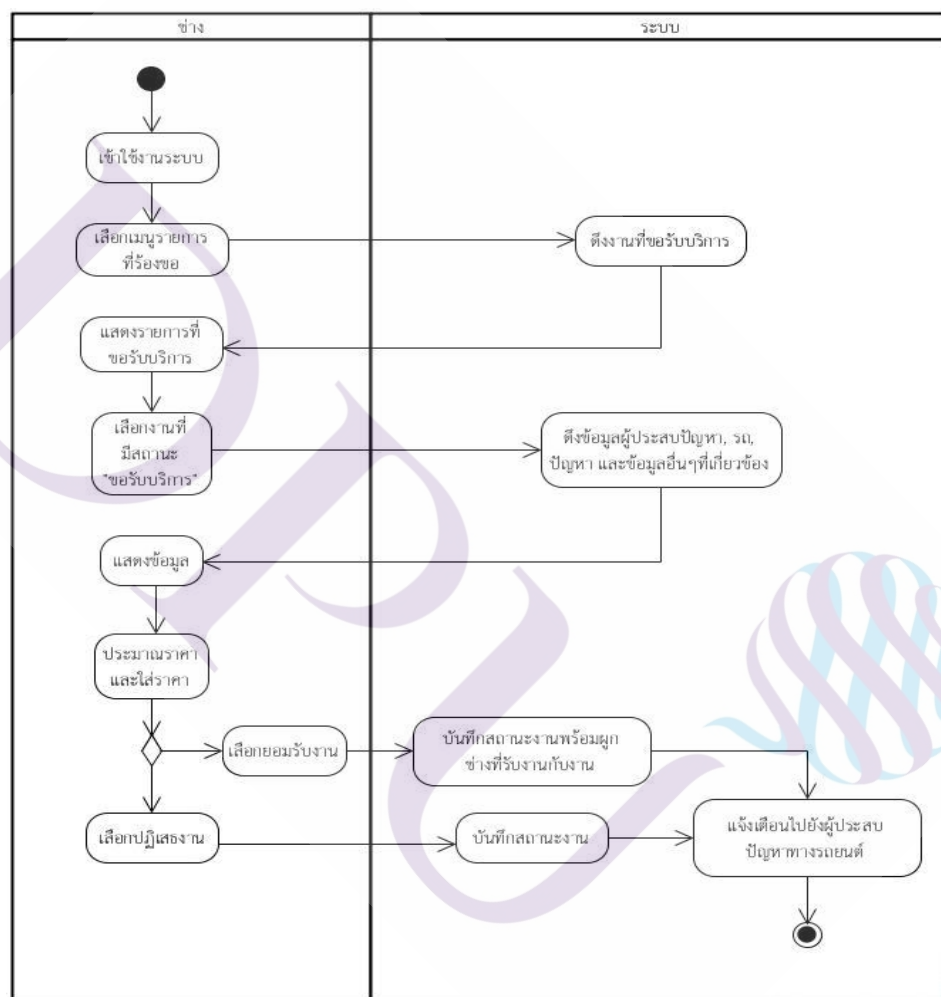 ช่าง
ระบบ
เข้าใช้งานระบบ
เลือกเมนูรายการ
ที่ร้องขอ
ดึงงานที่ขอรับบริการ
แสดงรายการที่
ขอรับบริการ
เลือกงานที่
มีสถานะ
"ขอรับบริการ"
ดึงข้อมูลผู้ประสบปัญหา, รถ,
ปัญหา และข้อมูลอื่นๆที่เกี่ยวข้อง
แสดงข้อมูล
ประมาณราคา
และใส่ราคา
เลือกยอมรับงาน
บันทึกสถานะงานพร้อมผูก
ช่างที่รับงานกับงาน
เลือกปฏิเสธงาน
บันทึกสถานะงาน
แจ้งเตือนไปยังผู้ประสบ
ปัญหาทางรถยนต์
DPU